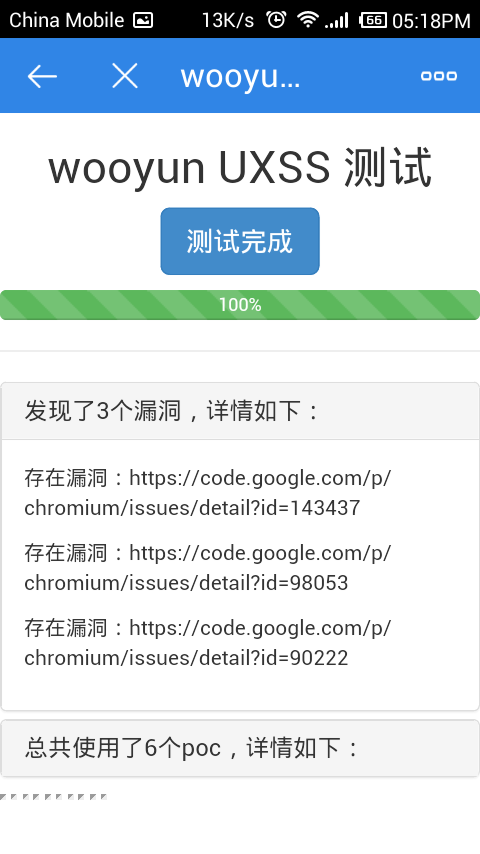 China Mobile 13K/s 66 05:18PM
wooyu...
wooyun UXSS 测试
测试完成
100%
发现了3个漏洞，详情如下：
存在漏洞：https://code.google.com/p/
chromium/issues/detail?id=143437
存在漏洞：https://code.google.com/p/
chromium/issues/detail?id=98053
存在漏洞：https://code.google.com/p/
chromium/issues/detail?id=90222
总共使用了6个poc，详情如下：